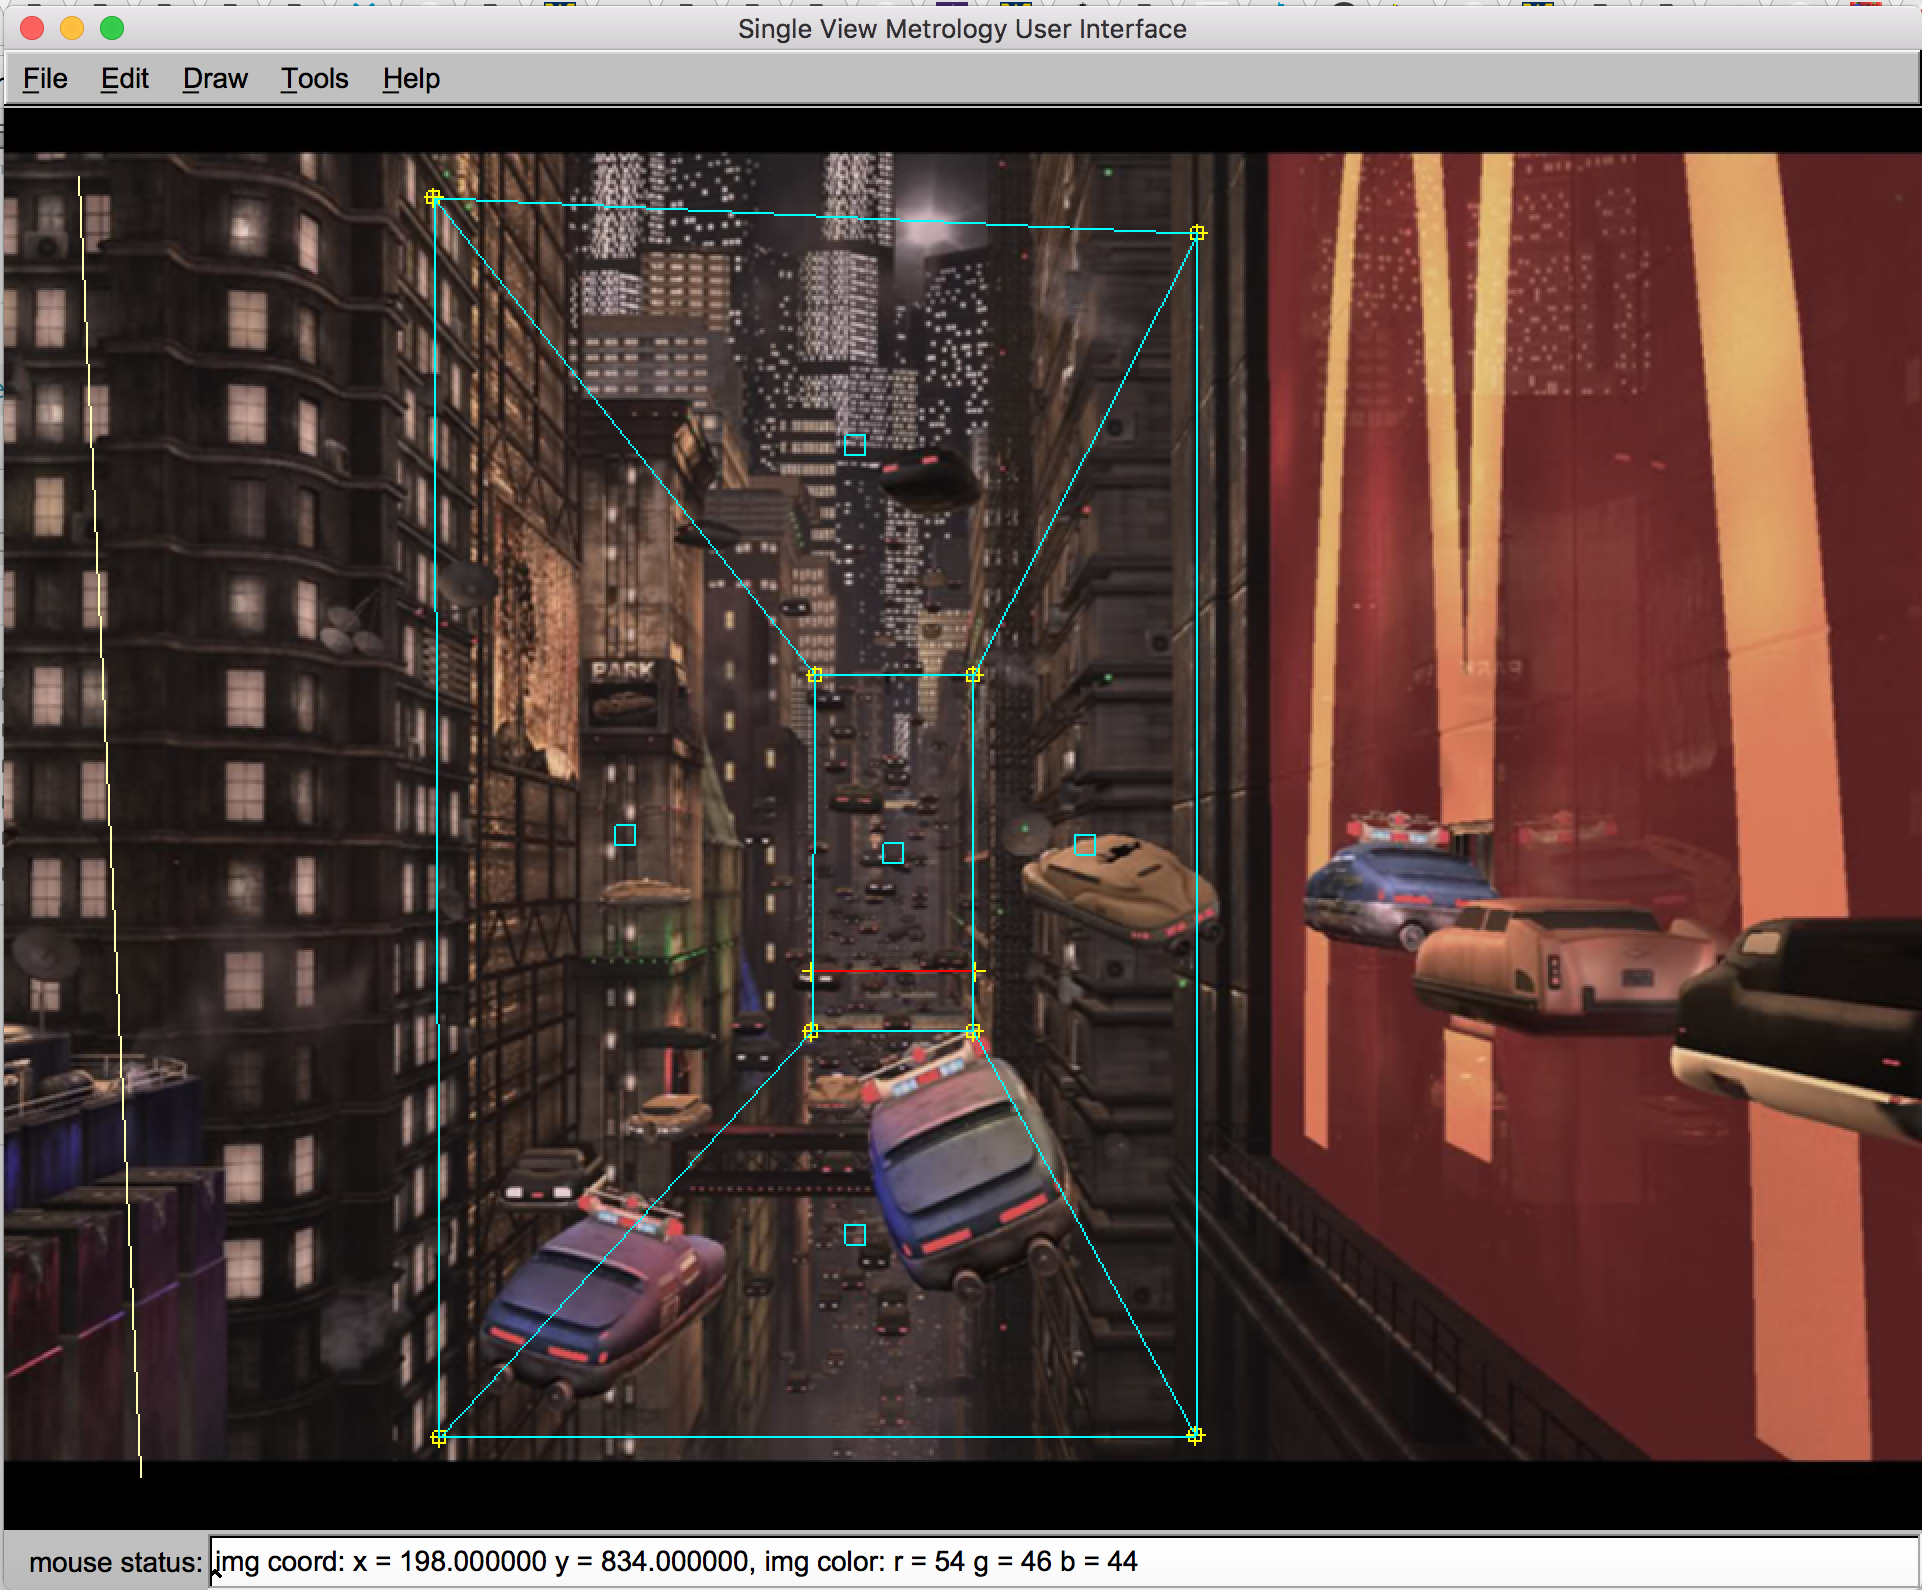 Single View Metrology User Interface
File Edit Draw Tools Help
PARK
mouse status: img coord: x = 198.000000 y = 834.000000, img color: r = 54 g = 46 b = 44